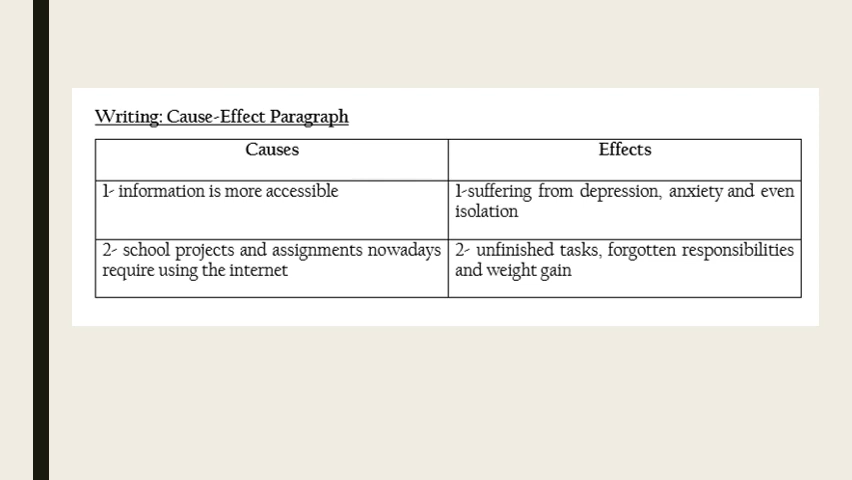 Writing: Cause-Effect Paragraph
Causes
Effects
1- information is more accessible
1-suffering from depression, anxiety and even
isolation
2- school projects and assignments nowadays
require using the internet
2- unfinished tasks, forgotten responsibilities
and weight gain